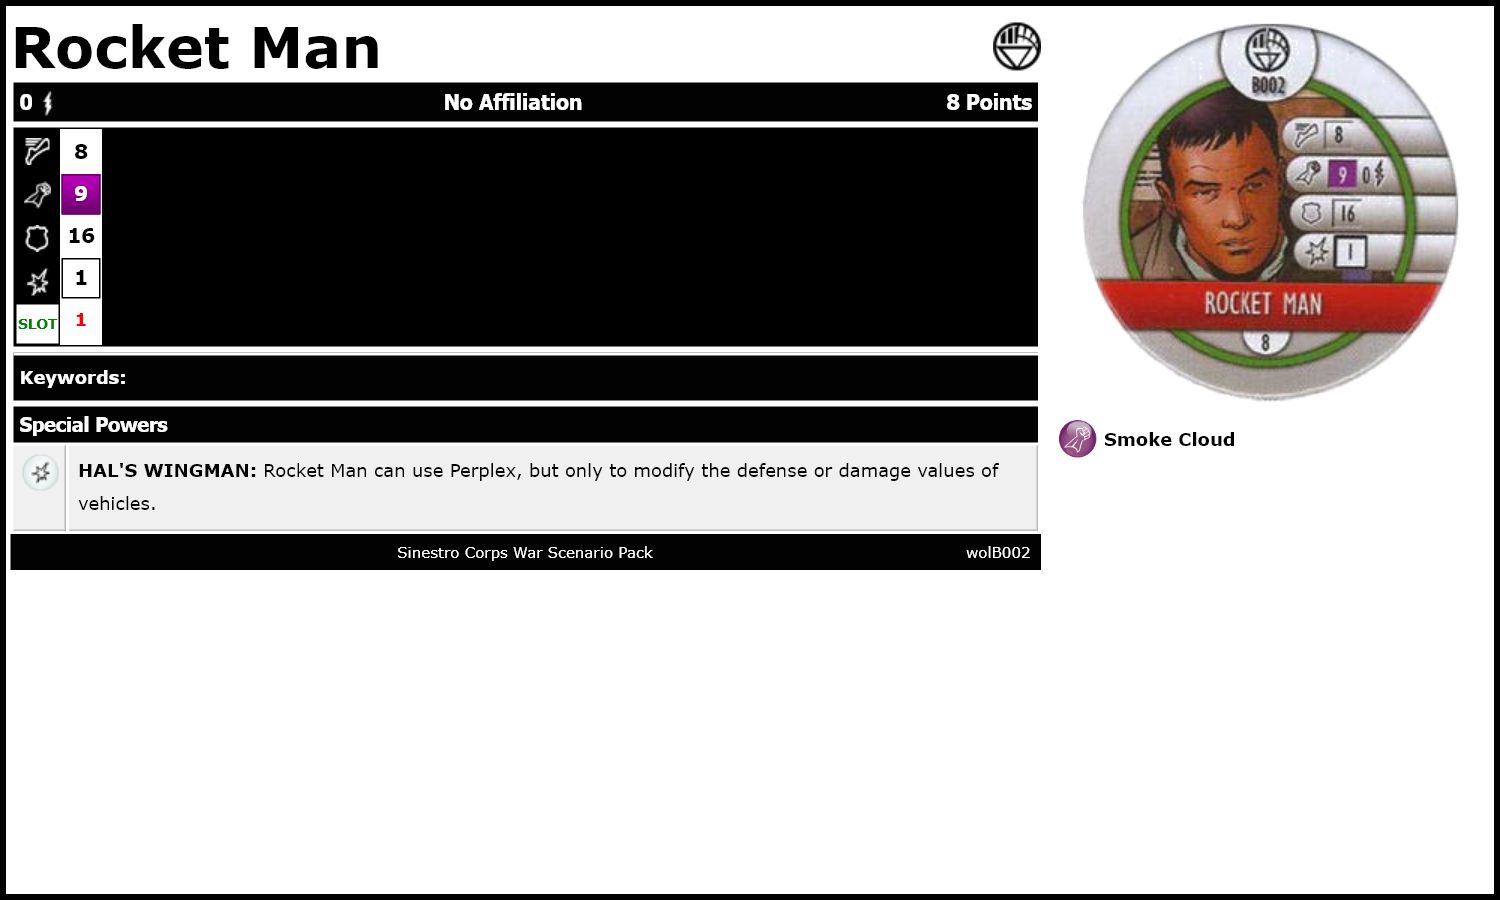 Rocket Man
0 No Affiliation 8 Points
8
9
16
1
SLOT 1
Keywords:
Special Powers
HAL'S WINGMAN: Rocket Man can use Perplex, but only to modify the defense or damage values of
vehicles.
Sinestro Corps War Scenario Pack wolB002
B002
8
9 0
16
1
ROCKET MAN
8
Smoke Cloud